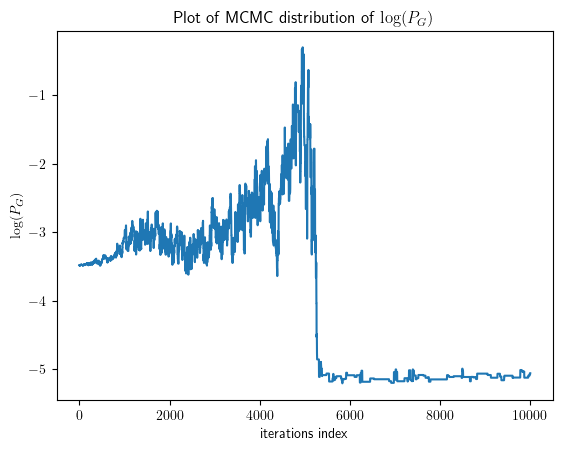 Plot of MCMC distribution of log(P_G)
log(P_G)
−1
−2
−3
−4
−5
0 2000 4000 6000 8000 10000
iterations index